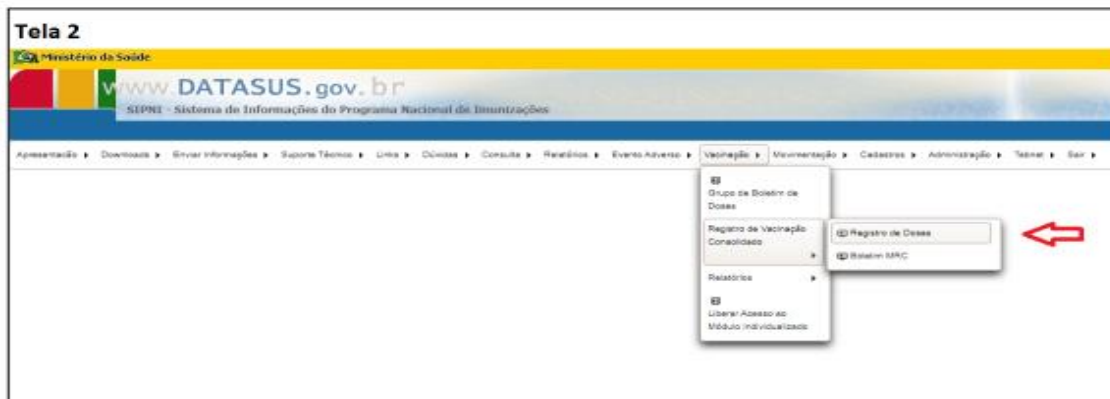 Tela 2
Ministério da Saúde
www.DATASUS.gov.br
SIPNI - Sistema de Informações do Programa Nacional de Imunizações
Apresentação Downloads Enviar Informações Suporte Técnico Links Dúvidas Consulta Relatórios Evento Adverso Vacinação Movimentação Cadastros Administração Tabnet Sair
Grupo de Boletim de
Doses
Registro de Vacinação
Consolidado
Registro de Doses
Boletim MRC
Relatórios
Liberar Acesso ao
Módulo Individualizado